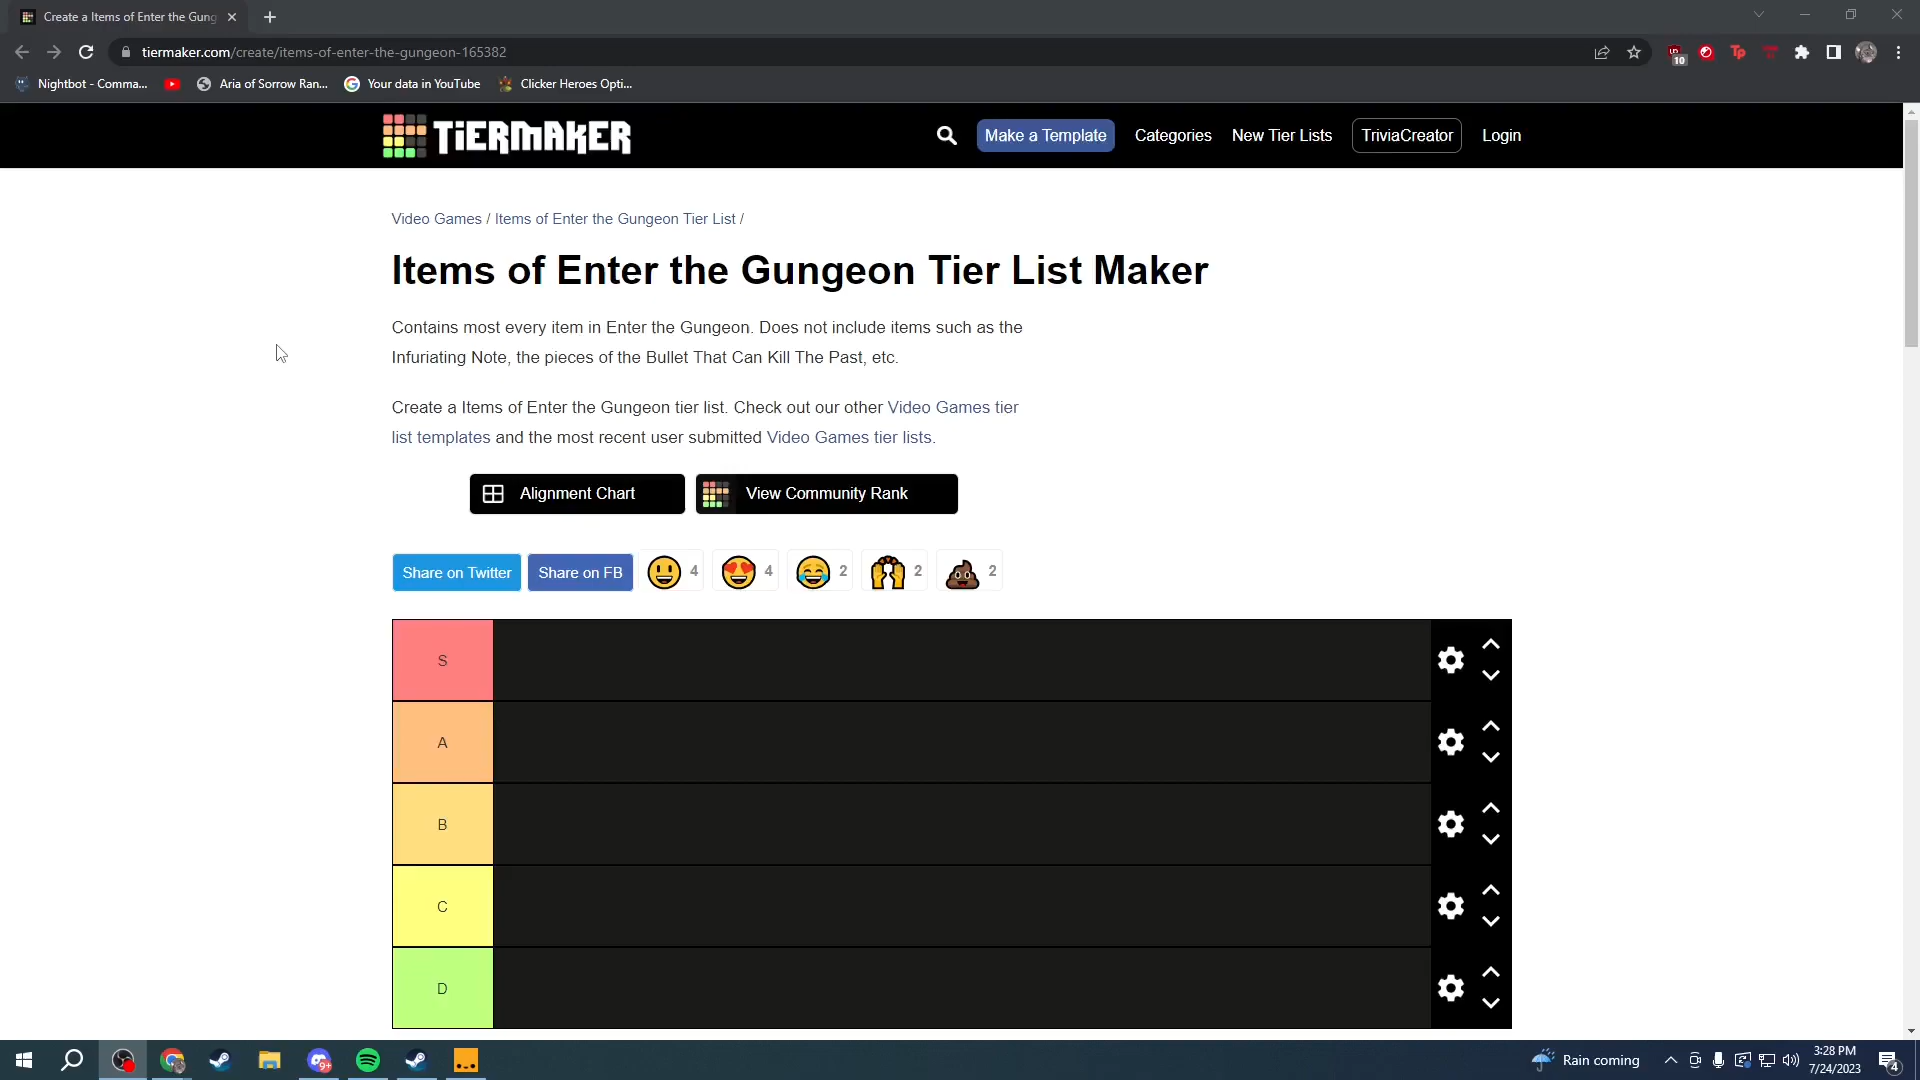 Create a Items of Enter the Gung
tiermaker.com/create/items-of-enter-the-gungeon-165382
10
Tp
Nightbot - Comma...
Aria of Sorrow Ran...
Your data in YouTube
Clicker Heroes Opti...
TiERMAKER
Make a Template
Categories
New Tier Lists
TriviaCreator
Login
Video Games / Items of Enter the Gungeon Tier List /
Items of Enter the Gungeon Tier List Maker
Contains most every item in Enter the Gungeon. Does not include items such as the
Infuriating Note, the pieces of the Bullet That Can Kill The Past, etc.
Create a Items of Enter the Gungeon tier list. Check out our other Video Games tier
list templates and the most recent user submitted Video Games tier lists.
Alignment Chart
View Community Rank
Share on Twitter
Share on FB
4
4
2
2
2
S
A
B
C
D
9+
Rain coming
3:28 PM
7/24/2023
4